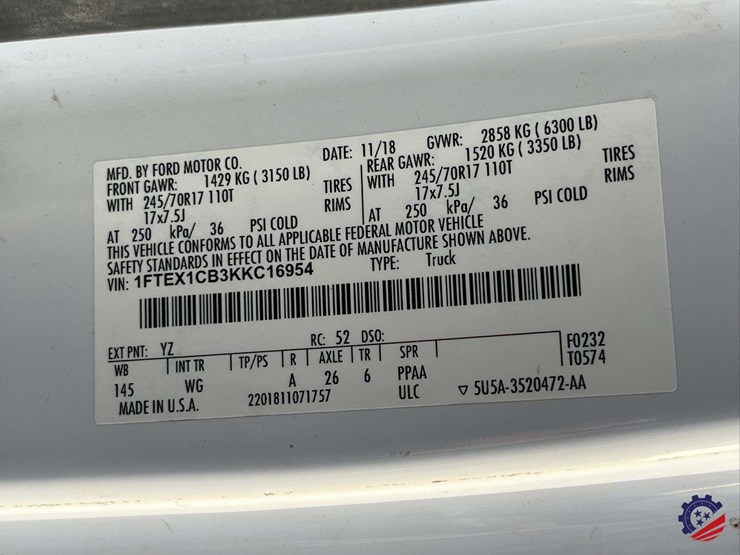 MFD. BY FORD MOTOR CO.
DATE: 11/18 GVWR: 2858 KG ( 6300 LB)
FRONT GAWR: 1429 KG ( 3150 LB)
WITH 245/70R17 110T TIRES
17x7.5J RIMS
AT 250 kPa/ 36 PSI COLD
REAR GAWR: 1520 KG ( 3350 LB)
WITH 245/70R17 110T TIRES
17x7.5J RIMS
AT 250 kPa/ 36 PSI COLD
THIS VEHICLE CONFORMS TO ALL APPLICABLE FEDERAL MOTOR VEHICLE
SAFETY STANDARDS IN EFFECT ON THE DATE OF MANUFACTURE SHOWN ABOVE.
VIN: 1FTEX1CB3KKC16954 TYPE: Truck
EXT PNT: YZ RC: 52 DSO:
WB INT TR TP/PS R AXLE TR SPR F0232
145 WG A 26 6 PPAA T0574
MADE IN U.S.A. 2201811071757 ULC ▽ 5U5A-3520472-AA